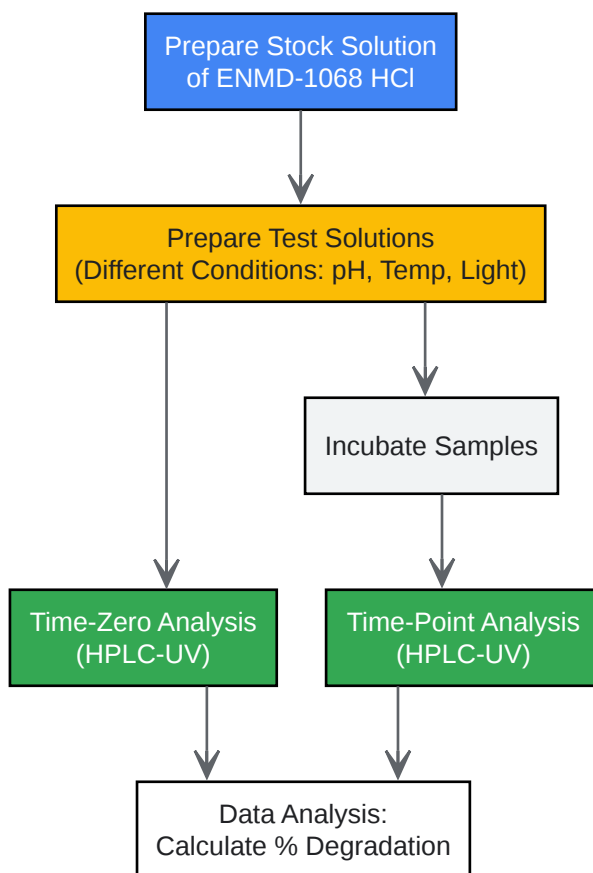 Prepare Stock Solution
of ENMD-1068 HCl
Prepare Test Solutions
(Different Conditions: pH, Temp, Light)
Incubate Samples
Time-Zero Analysis
(HPLC-UV)
Time-Point Analysis
(HPLC-UV)
Data Analysis:
Calculate % Degradation